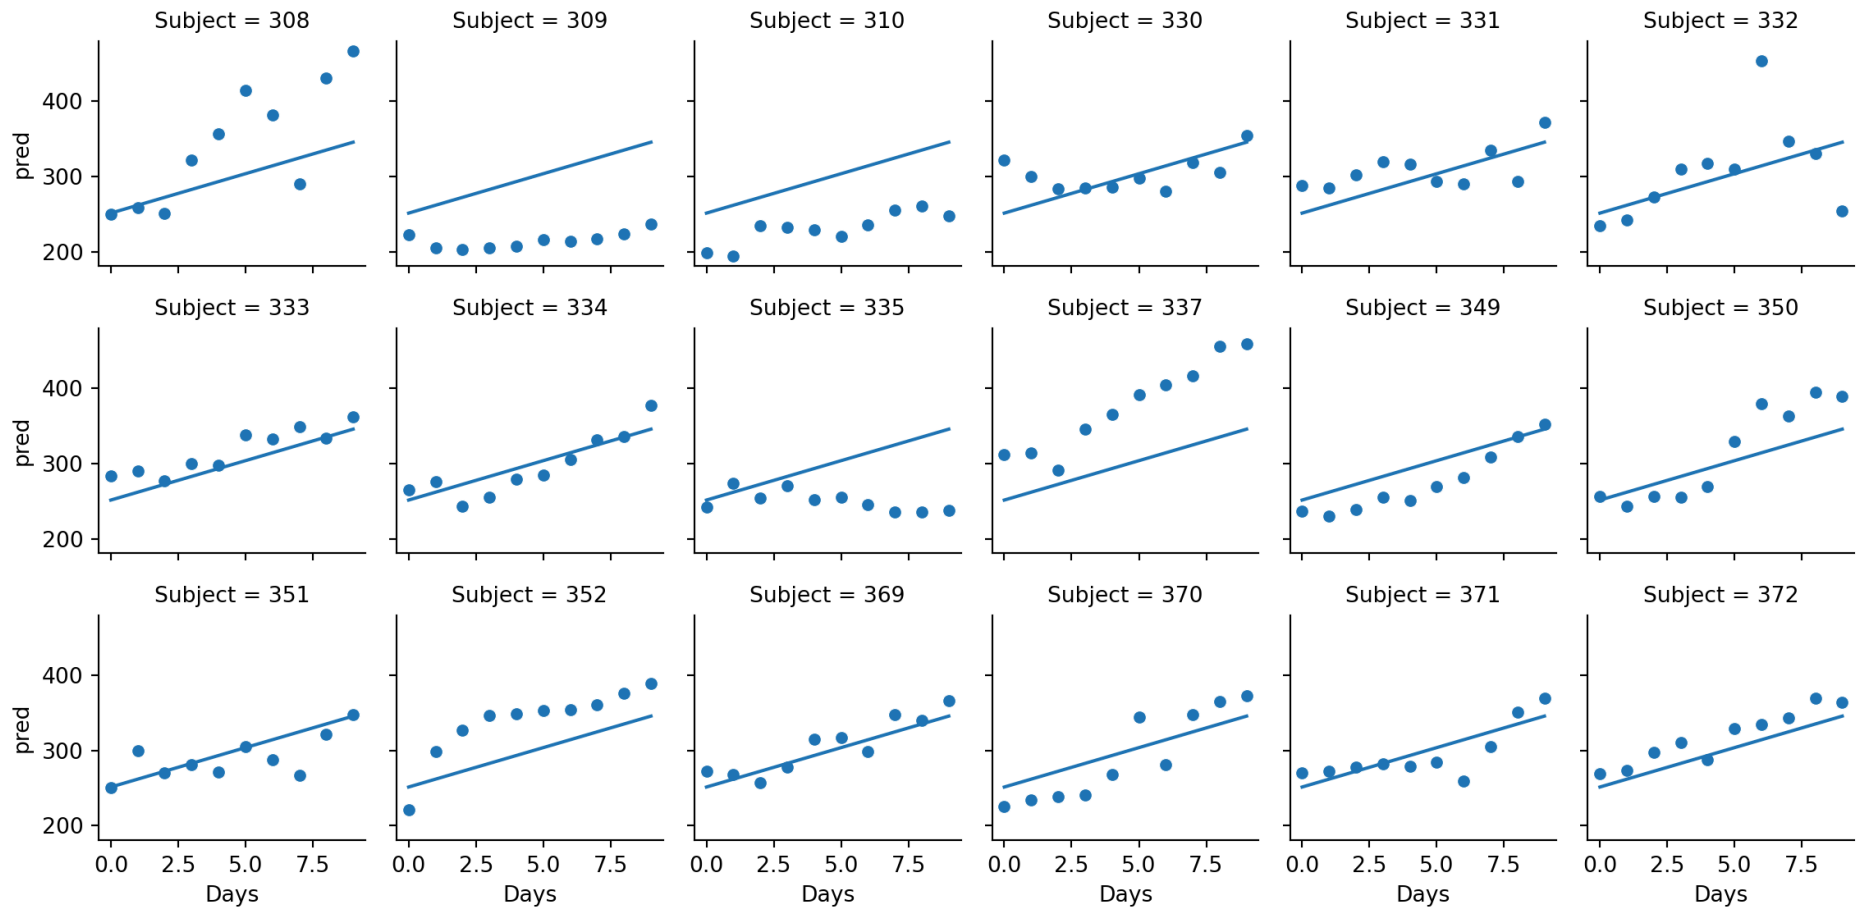 Subject = 308 Subject = 309 Subject = 310 Subject = 330 Subject = 331 Subject = 332
400
300
200
pred
Subject = 333 Subject = 334 Subject = 335 Subject = 337 Subject = 349 Subject = 350
400
300
200
pred
Subject = 351 Subject = 352 Subject = 369 Subject = 370 Subject = 371 Subject = 372
400
300
200
pred
0.0 2.5 5.0 7.5 0.0 2.5 5.0 7.5 0.0 2.5 5.0 7.5 0.0 2.5 5.0 7.5 0.0 2.5 5.0 7.5 0.0 2.5 5.0 7.5
Days Days Days Days Days Days